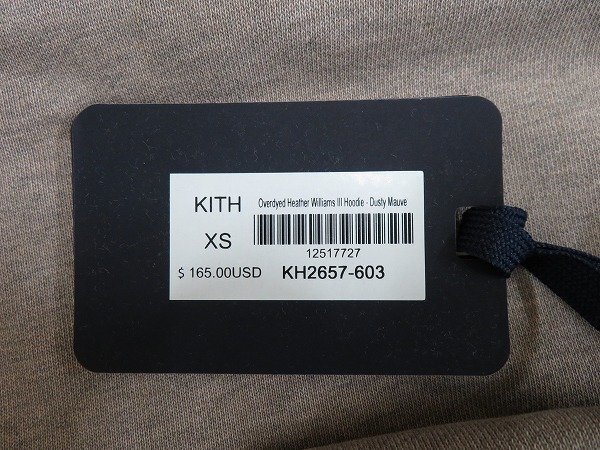 KITH
Overdyed Heather Williams III Hoodie - Dusty Mauve
XS
12517727
$ 165.00USD
KH2657-603